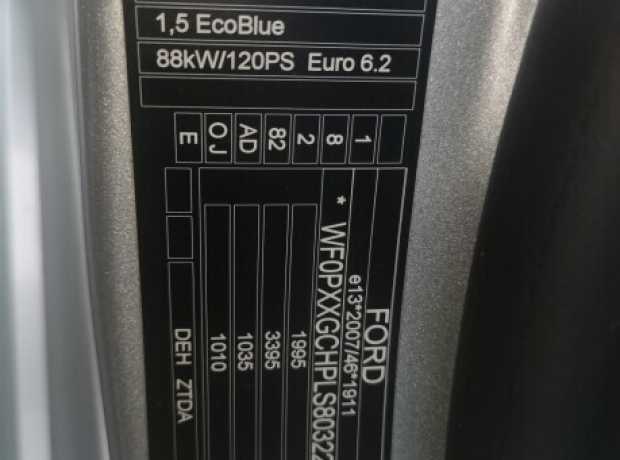 1,5 EcoBlue
88kW/120PS Euro 6.2
E OJ AD 82 2 8 1
FORD
e13*2007/46*1911
* WF0PXXGCHPLS80322
1995
3395
1035
1010
DEH ZTDA